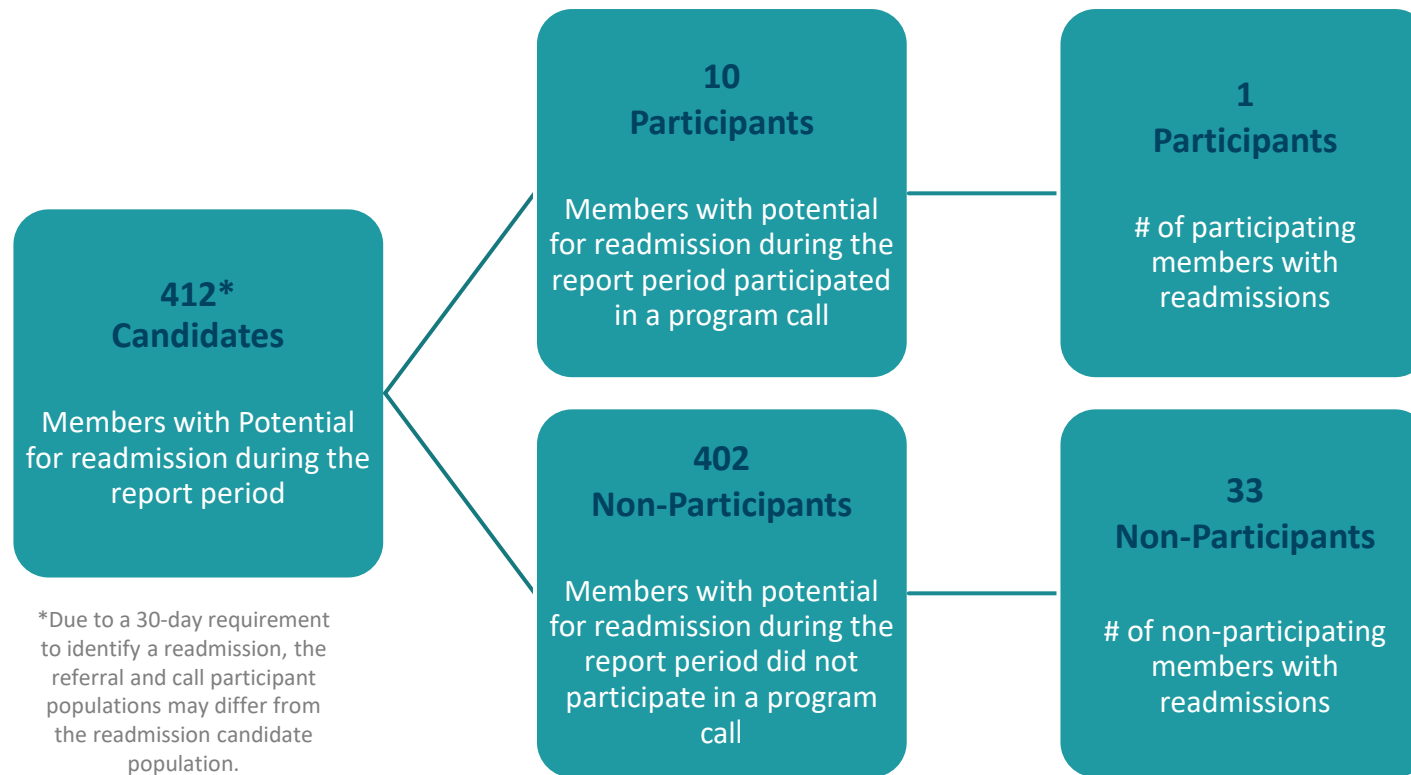 412*
Candidates
Members with Potential
for readmission during the
report period
*Due to a 30-day requirement
to identify a readmission, the
referral and call participant
populations may differ from
the readmission candidate
population.
10
Participants
Members with potential
for readmission during the
report period participated
in a program call
1
Participants
# of participating
members with
readmissions
402
Non-Participants
Members with potential
for readmission during the
report period did not
participate in a program
call
33
Non-Participants
# of non-participating
members with
readmissions